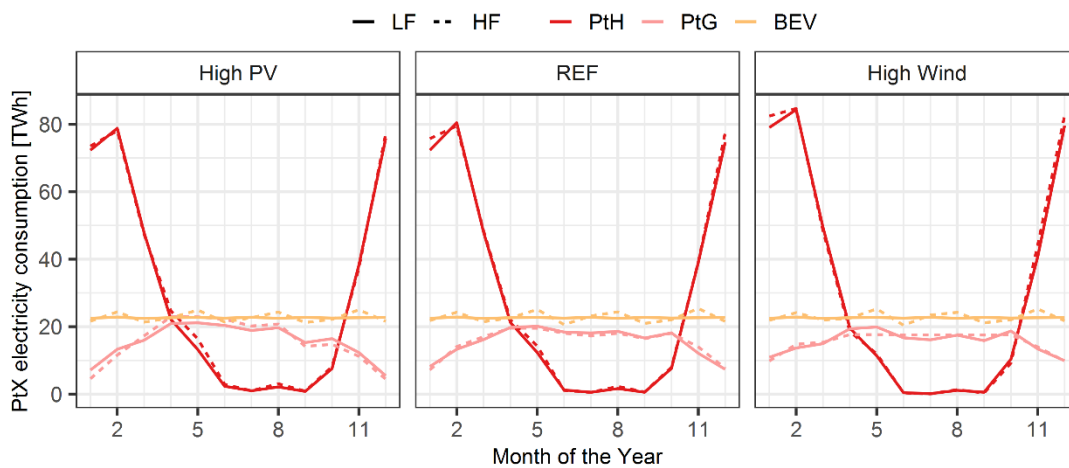 LF HF PtH PtG BEV
High PV REF High Wind
PtX electricity consumption [TWh]
80
60
40
20
0
2 5 8 11 2 5 8 11 2 5 8 11
Month of the Year